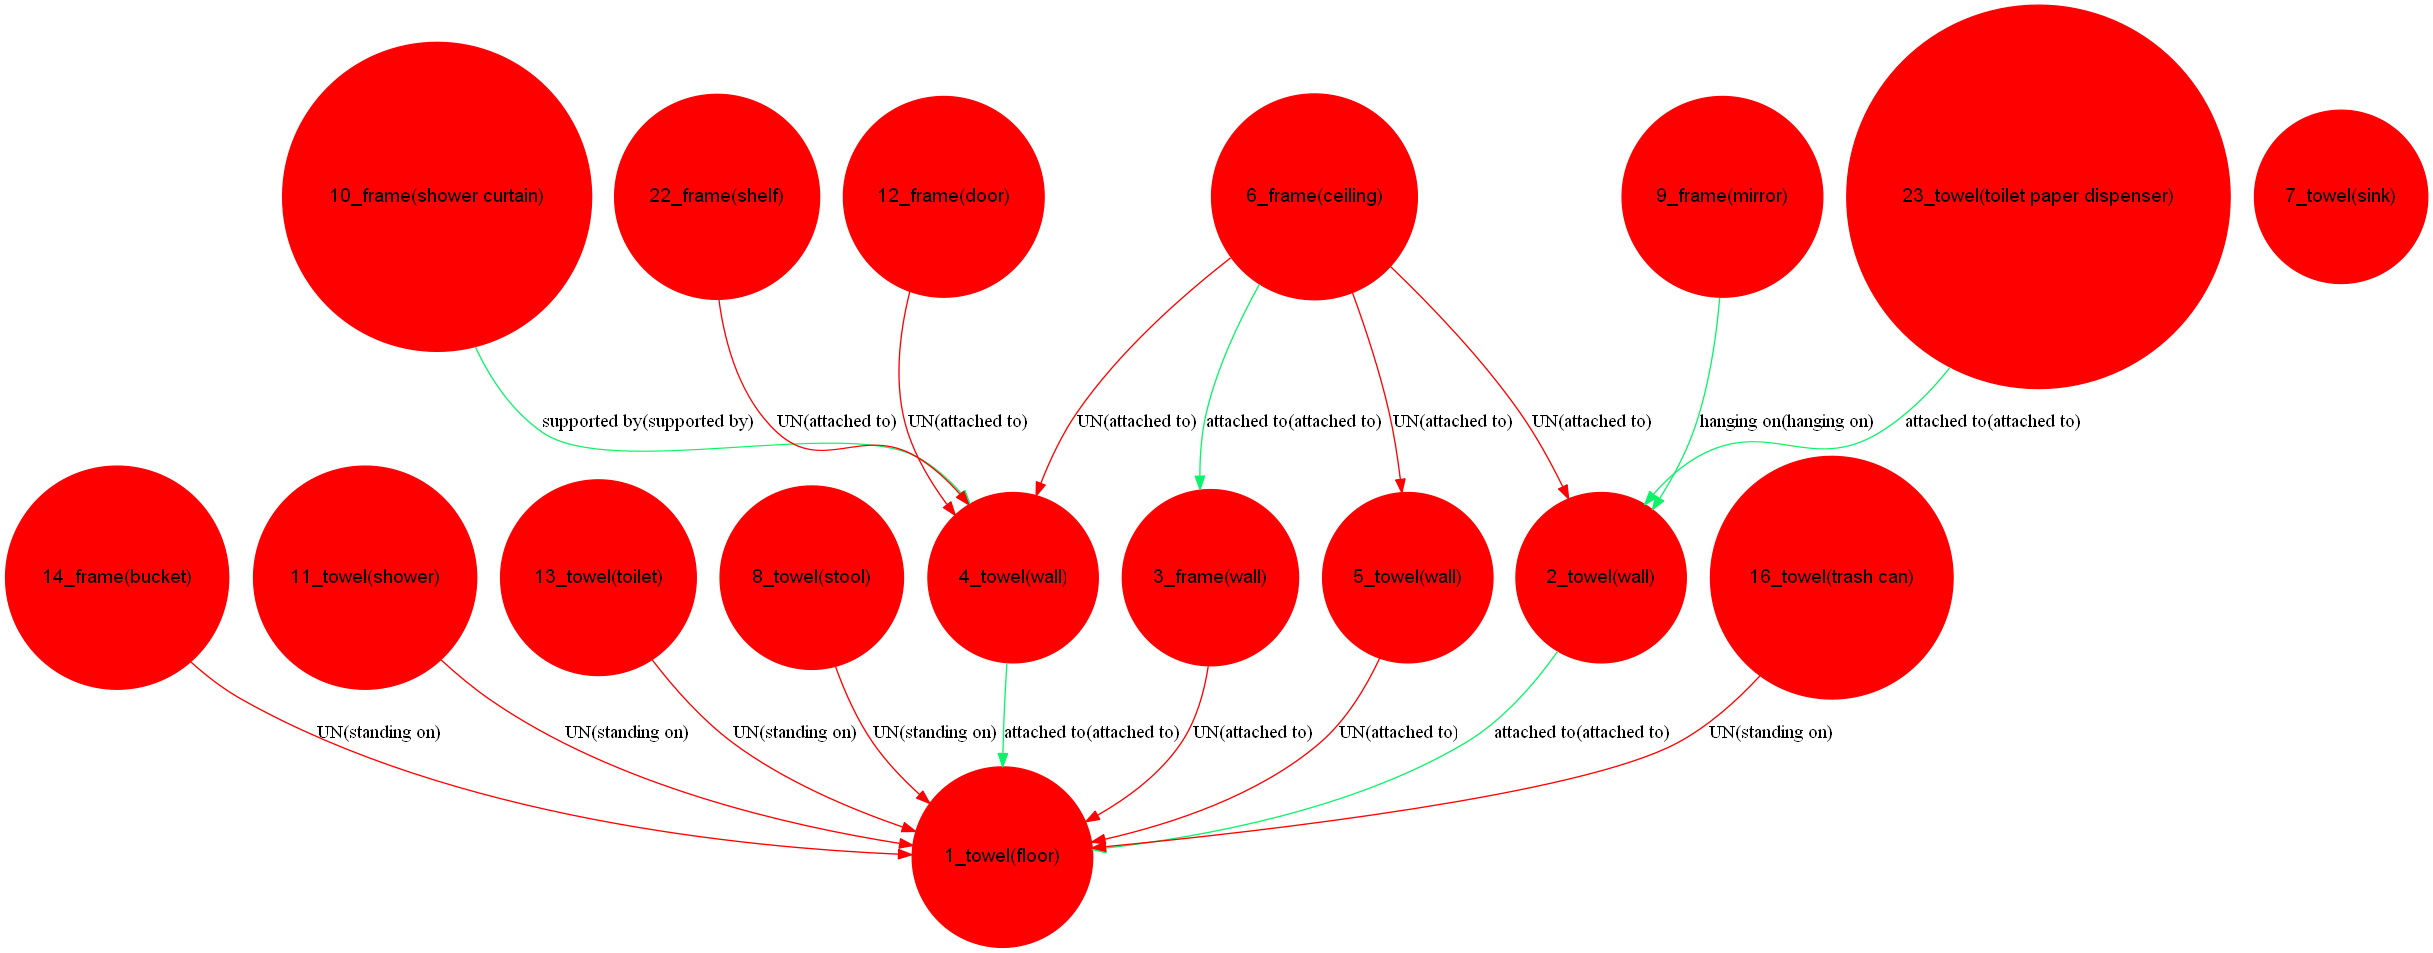 10_frame(shower curtain)
22_frame(shelf)
12_frame(door)
6_frame(ceiling)
9_frame(mirror)
23_towel(toilet paper dispenser)
7_towel(sink)
supported by(supported by)
UN(attached to)
UN(attached to)
UN(attached to)
attached to(attached to)
UN(attached to)
UN(attached to)
hanging on(hanging on)
attached to(attached to)
14_frame(bucket)
11_towel(shower)
13_towel(toilet)
8_towel(stool)
4_towel(wall)
3_frame(wall)
5_towel(wall)
2_towel(wall)
16_towel(trash can)
UN(standing on)
UN(standing on)
UN(standing on)
UN(standing on)
attached to(attached to)
UN(attached to)
UN(attached to)
attached to(attached to)
UN(standing on)
1_towel(floor)